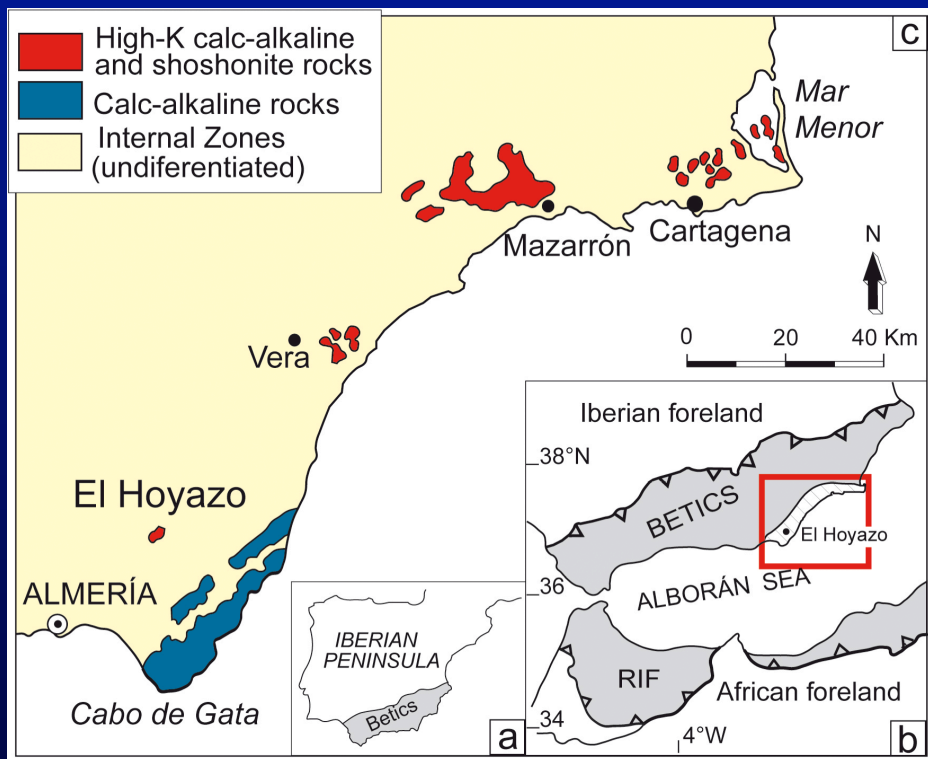 High-K calc-alkaline
and shoshonite rocks
Calc-alkaline rocks
Internal Zones
(undiferentiated)
c
Mar
Menor
Mazarrón
Cartagena
N
0 20 40 Km
Vera
El Hoyazo
ALMERÍA
Cabo de Gata
IBERIAN
PENINSULA
Betics
a
Iberian foreland
38°N
BETICS
El Hoyazo
36
ALBORÁN SEA
RIF
African foreland
34
4°W
b